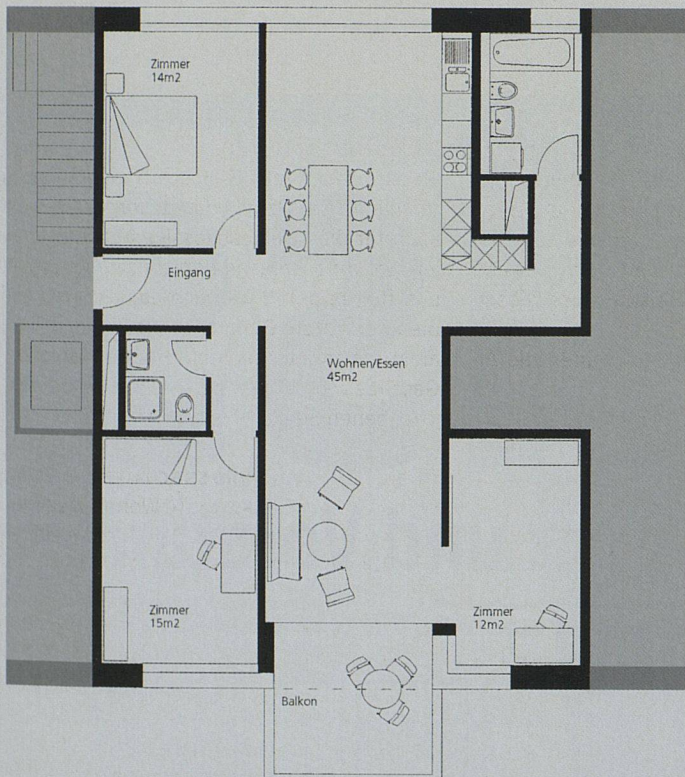 Zimmer
14m2
Eingang
Wohnen/Essen
45m2
Zimmer
15m2
Zimmer
12m2
Balkon